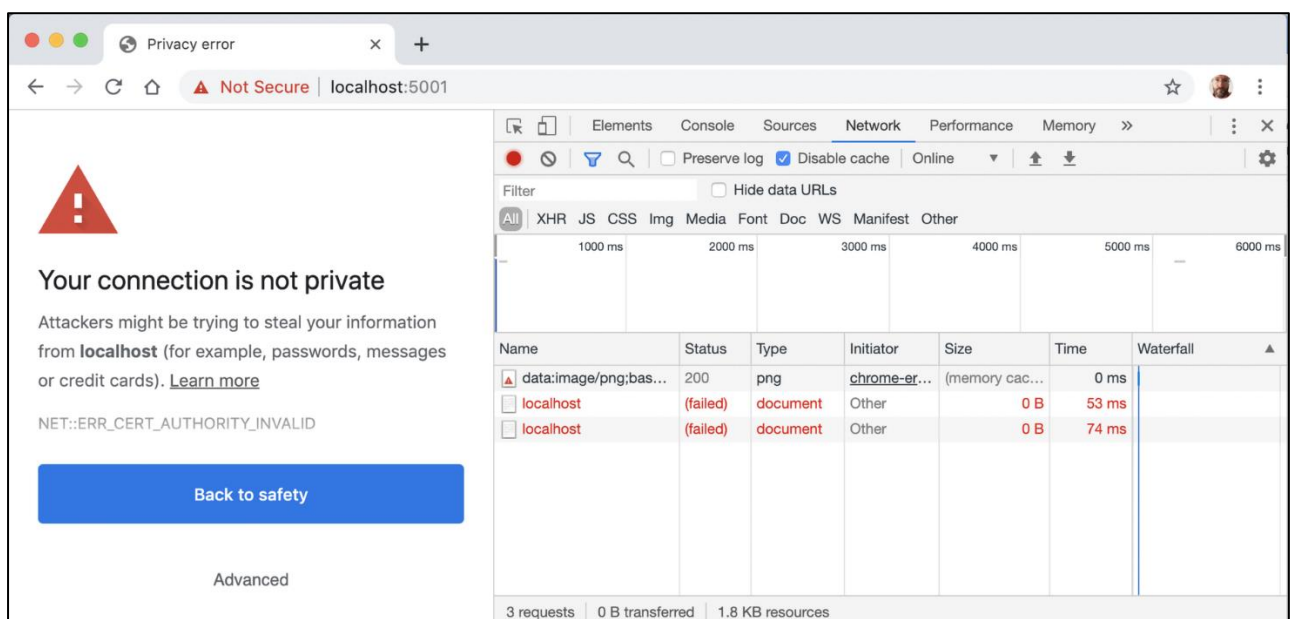 Privacy error
Not Secure | localhost:5001
Elements Console Sources Network Performance Memory »
Preserve log Disable cache Online
Filter Hide data URLs
All XHR JS CSS Img Media Font Doc WS Manifest Other
1000 ms 2000 ms 3000 ms 4000 ms 5000 ms 6000 ms
Your connection is not private
Attackers might be trying to steal your information
from localhost (for example, passwords, messages
or credit cards). Learn more
NET::ERR_CERT_AUTHORITY_INVALID
Back to safety
Advanced
Name Status Type Initiator Size Time Waterfall
data:image/png;bas... 200 png chrome-er... (memory cac... 0 ms
localhost (failed) document Other 0 B 53 ms
localhost (failed) document Other 0 B 74 ms
3 requests 0 B transferred 1.8 KB resources